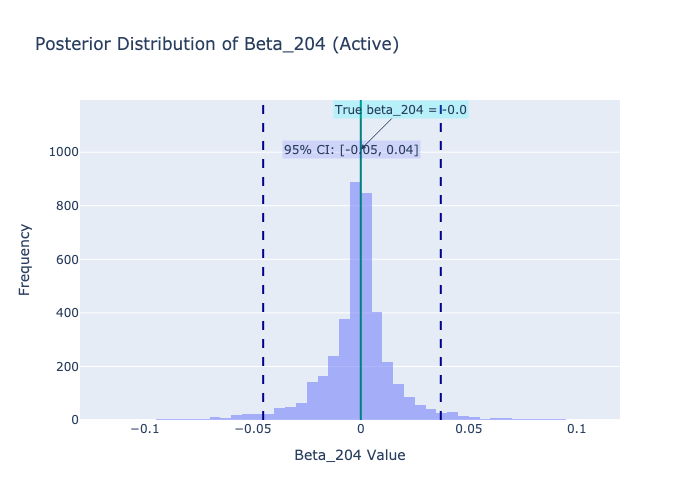 Posterior Distribution of Beta_204 (Active)
True beta_204 = -0.0
95% CI: [-0.05, 0.04]
1000
800
600
400
200
0
Frequency
−0.1
−0.05
0
0.05
0.1
Beta_204 Value